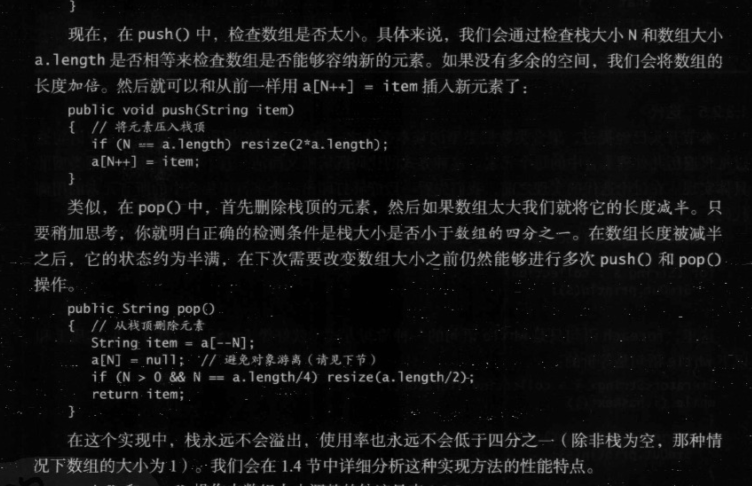 }
现在，在 push() 中，检查数组是否太小。具体来说，我们会通过检查栈大小 N 和数组大小
a.length 是否相等来检查数组是否能够容纳新的元素。如果没有多余的空间，我们会将数组的
长度加倍。然后就可以和从前一样用 a[N++] = item 插入新元素了：
public void push(String item)
{  // 将元素压入栈顶
if (N == a.length) resize(2*a.length);
a[N++] = item;
}
类似，在 pop() 中，首先删除栈顶的元素，然后如果数组太大我们就将它的长度减半。只
要稍加思考，你就明白正确的检测条件是栈大小是否小于数组的四分之一。在数组长度被减半
之后，它的状态约为半满，在下次需要改变数组大小之前仍然能够进行多次 push() 和 pop()
操作。
public String pop()
{  // 从栈顶删除元素
String item = a[--N];
a[N] = null;  // 避免对象游离（请见下节）
if (N > 0 && N == a.length/4) resize(a.length/2);
return item;
}
在这个实现中，栈永远不会溢出，使用率也永远不会低于四分之一（除非栈为空，那种情
况下数组的大小为 1）。我们会在 1.4 节中详细分析这种实现方法的性能特点。